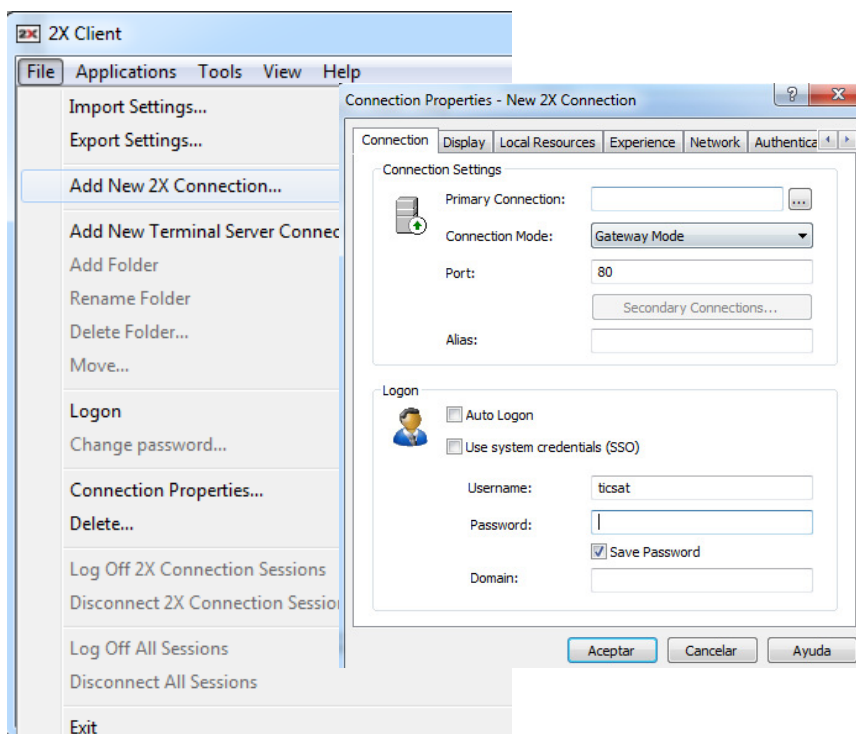 2X 2X Client
File Applications Tools View Help
Import Settings...
Export Settings...
Add New 2X Connection...
Add New Terminal Server Connec
Add Folder
Rename Folder
Delete Folder...
Move...
Logon
Change password...
Connection Properties...
Delete...
Log Off 2X Connection Sessions
Disconnect 2X Connection Sessio
Log Off All Sessions
Disconnect All Sessions
Exit
Connection Properties - New 2X Connection
? X
Connection Display Local Resources Experience Network Authentica
Connection Settings
Primary Connection: ...
Connection Mode: Gateway Mode
Port: 80
Secondary Connections...
Alias:
Logon
Auto Logon
Use system credentials (SSO)
Username: ticsat
Password:
Save Password
Domain:
Aceptar Cancelar Ayuda